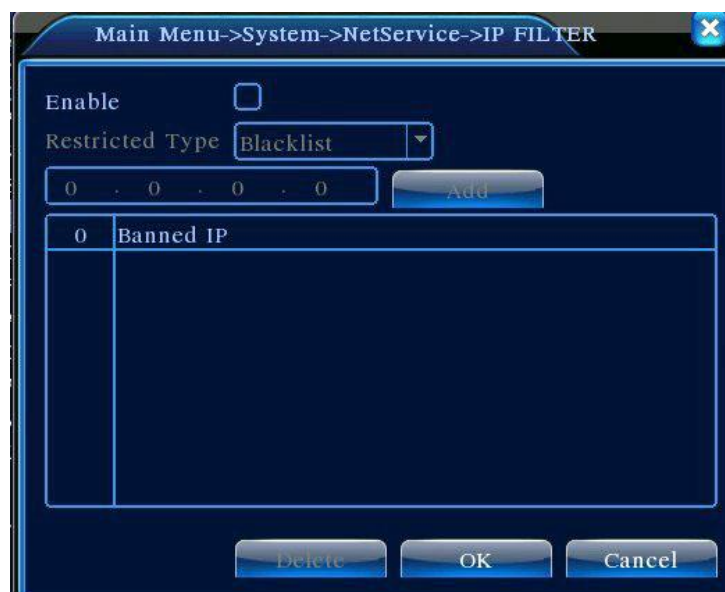 Main Menu->System->NetService->IP FILTER
Enable
Restricted Type Blacklist
0 . 0 . 0 . 0 Add
0 Banned IP
Delete OK Cancel